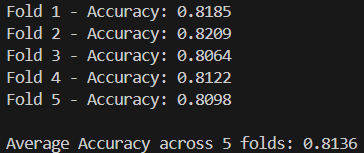 Fold 1 - Accuracy: 0.8185
Fold 2 - Accuracy: 0.8209
Fold 3 - Accuracy: 0.8064
Fold 4 - Accuracy: 0.8122
Fold 5 - Accuracy: 0.8098
Average Accuracy across 5 folds: 0.8136